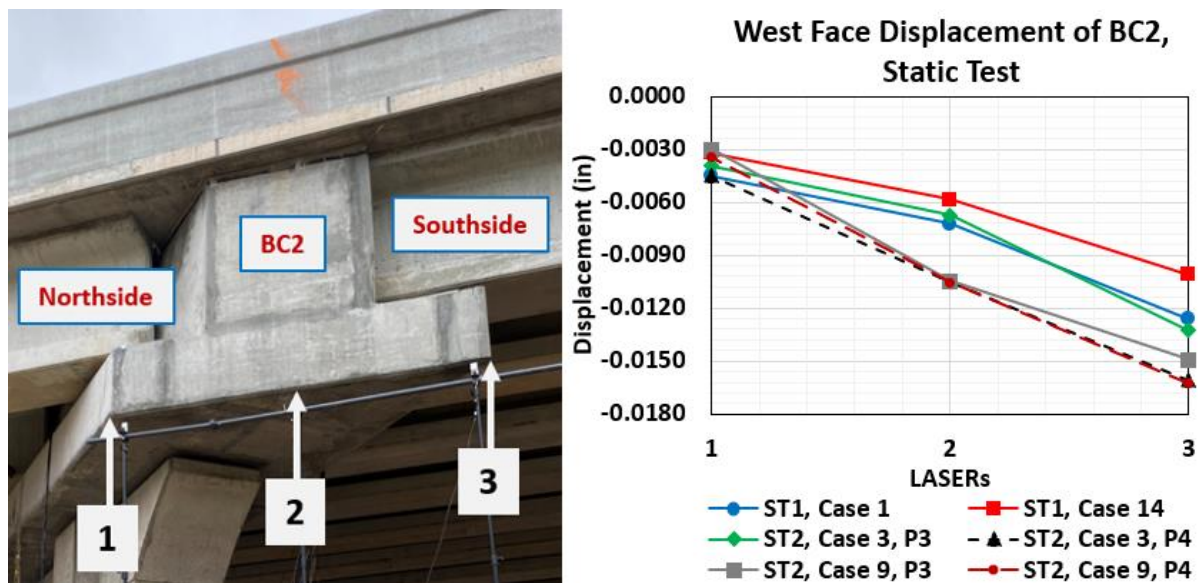 Northside
BC2
Southside
1
2
3
West Face Displacement of BC2,
Static Test
Displacement (in)
0.0000
-0.0030
-0.0060
-0.0090
-0.0120
-0.0150
-0.0180
1 2 3
LASERs
ST1, Case 1 ST1, Case 14
ST2, Case 3, P3 ST2, Case 3, P4
ST2, Case 9, P3 ST2, Case 9, P4